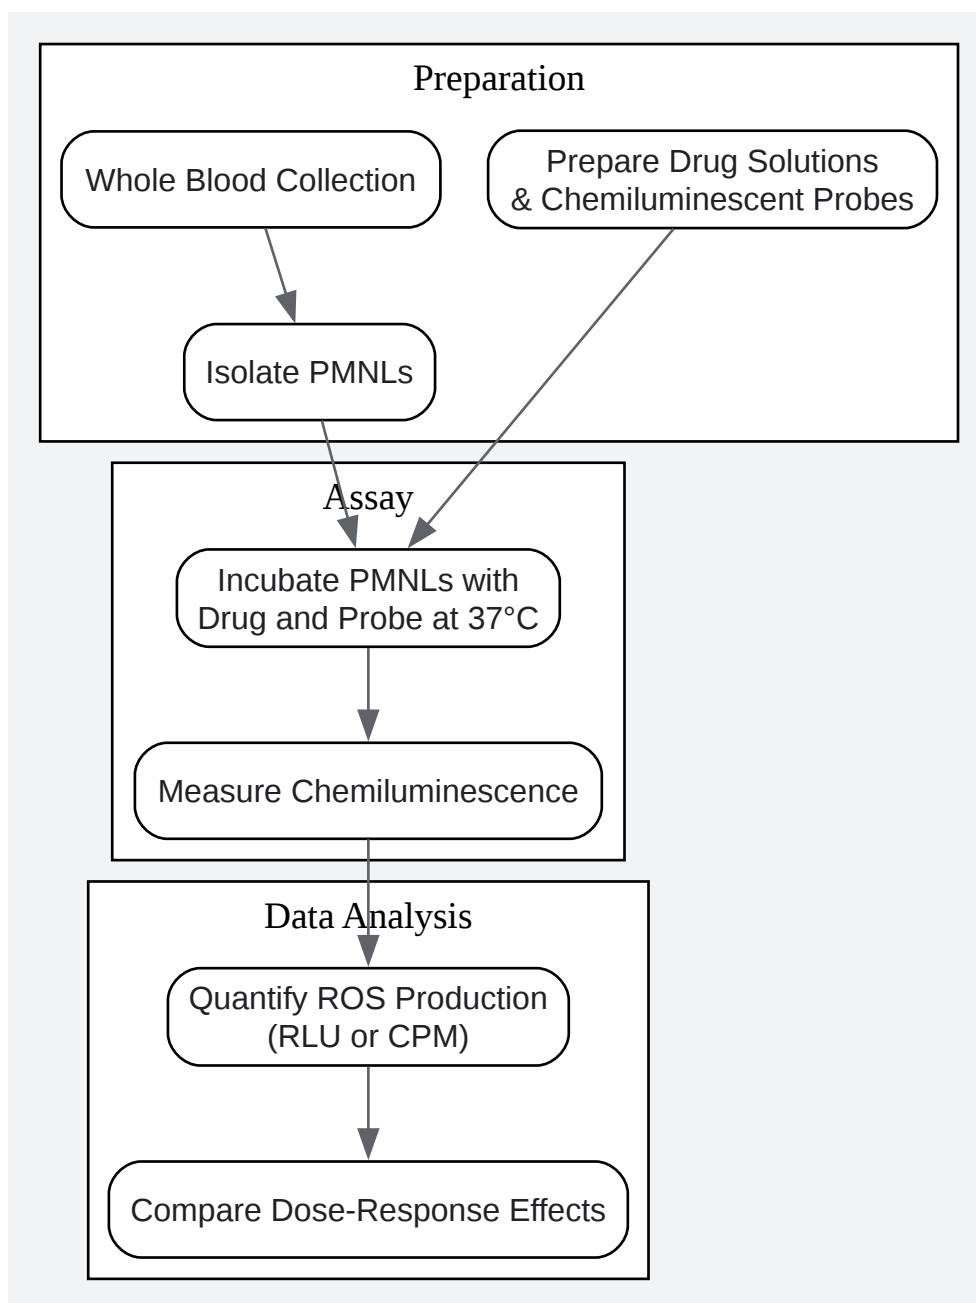 Preparation
Whole Blood Collection
Prepare Drug Solutions
& Chemiluminescent Probes
Isolate PMNLs
Assay
Incubate PMNLs with
Drug and Probe at 37°C
Measure Chemiluminescence
Data Analysis
Quantify ROS Production
(RLU or CPM)
Compare Dose-Response Effects